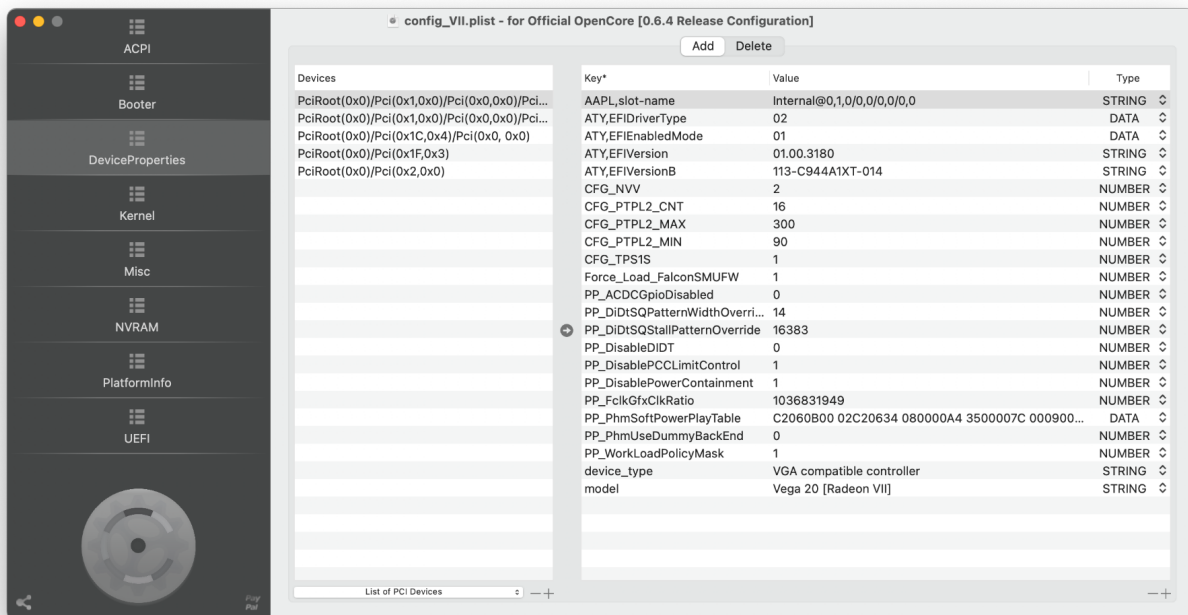 config_VII.plist - for Official OpenCore [0.6.4 Release Configuration]
ACPI
Booter
DeviceProperties
Kernel
Misc
NVRAM
PlatformInfo
UEFI
Pay
Pal
Add Delete
Devices
PciRoot(0x0)/Pci(0x1,0x0)/Pci(0x0,0x0)/Pci...
PciRoot(0x0)/Pci(0x1,0x0)/Pci(0x0,0x0)/Pci...
PciRoot(0x0)/Pci(0x1C,0x4)/Pci(0x0, 0x0)
PciRoot(0x0)/Pci(0x1F,0x3)
PciRoot(0x0)/Pci(0x2,0x0)
List of PCI Devices
Key* Value Type
AAPL,slot-name Internal@0,1,0/0,0/0,0/0,0 STRING
ATY,EFIDriverType 02 DATA
ATY,EFIEnabledMode 01 DATA
ATY,EFIVersion 01.00.3180 STRING
ATY,EFIVersionB 113-C944A1XT-014 STRING
CFG_NVV 2 NUMBER
CFG_PTPL2_CNT 16 NUMBER
CFG_PTPL2_MAX 300 NUMBER
CFG_PTPL2_MIN 90 NUMBER
CFG_TPS1S 1 NUMBER
Force_Load_FalconSMUFW 1 NUMBER
PP_ACDCGpioDisabled 0 NUMBER
PP_DiDtSQPatternWidthOverri... 14 NUMBER
PP_DiDtSQStallPatternOverride 16383 NUMBER
PP_DisableDIDT 0 NUMBER
PP_DisablePCCLimitControl 1 NUMBER
PP_DisablePowerContainment 1 NUMBER
PP_FclkGfxClkRatio 1036831949 NUMBER
PP_PhmSoftPowerPlayTable C2060B00 02C20634 080000A4 3500007C 000900... DATA
PP_PhmUseDummyBackEnd 0 NUMBER
PP_WorkLoadPolicyMask 1 NUMBER
device_type VGA compatible controller STRING
model Vega 20 [Radeon VII] STRING